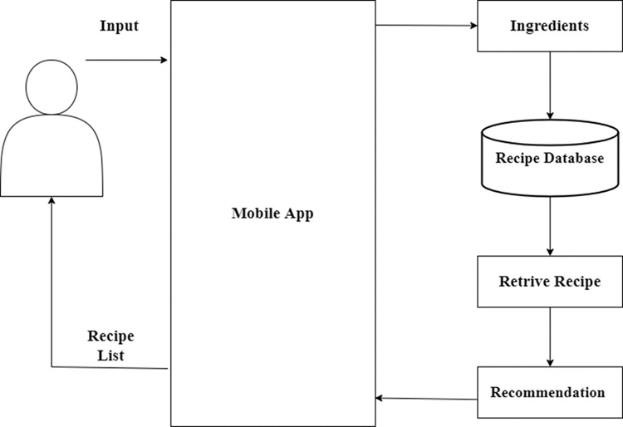 Input
Ingredients
Recipe Database
Mobile App
Retrive Recipe
Recipe
List
Recommendation